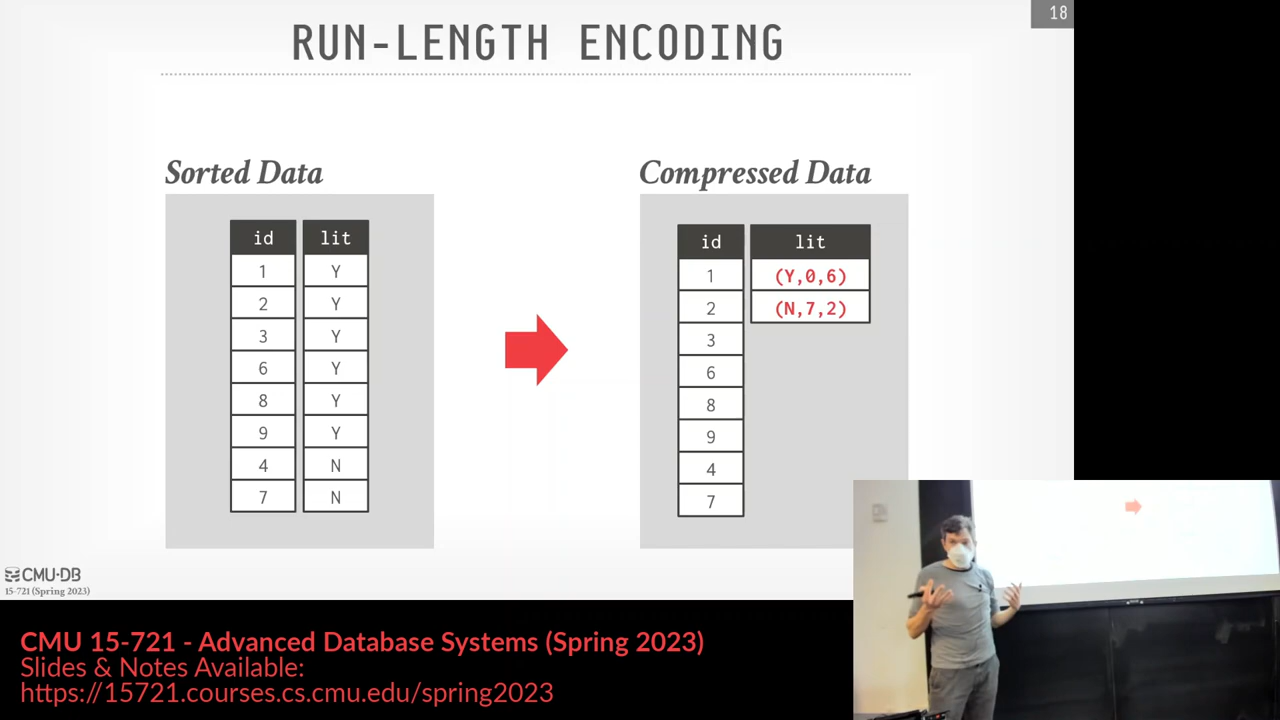 18
RUN-LENGTH ENCODING
Sorted Data
id lit
1 Y
2 Y
3 Y
6 Y
8 Y
9 Y
4 N
7 N
Compressed Data
id lit
1 (Y,0,6)
2 (N,7,2)
3
6
8
9
4
7
CMU·DB
15-721 (Spring 2023)
CMU 15-721 - Advanced Database Systems (Spring 2023)
Slides & Notes Available:
https://15721.courses.cs.cmu.edu/spring2023